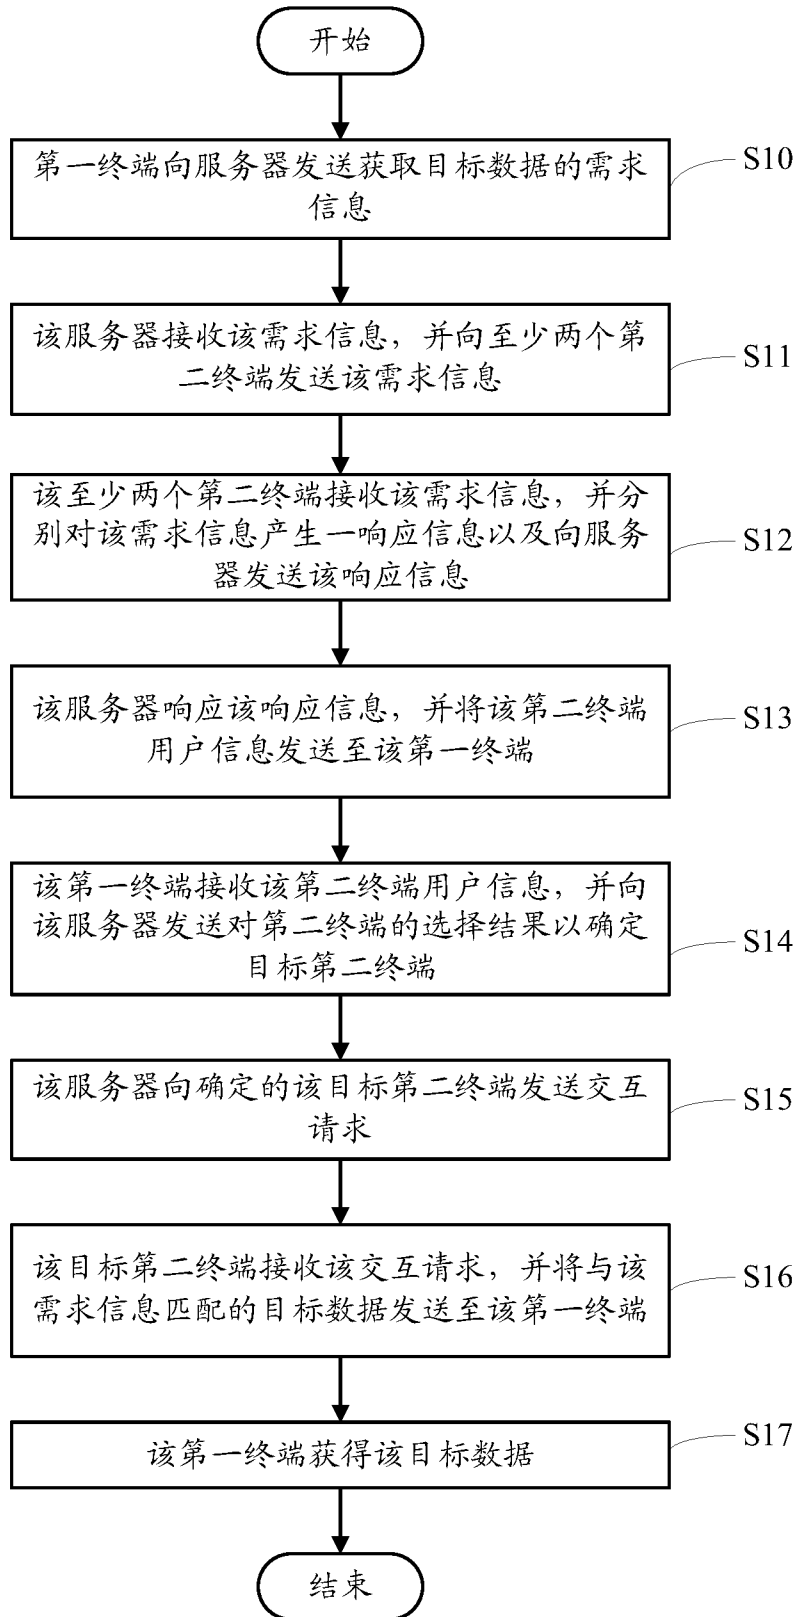 开始
第一终端向服务器发送获取目标数据的需求
信息
S10
该服务器接收该需求信息，并向至少两个第
二终端发送该需求信息
S11
该至少两个第二终端接收该需求信息，并分
别对该需求信息产生一响应信息以及向服务
器发送该响应信息
S12
该服务器响应该响应信息，并将该第二终端
用户信息发送至该第一终端
S13
该第一终端接收该第二终端用户信息，并向
该服务器发送对第二终端的选择结果以确定
目标第二终端
S14
该服务器向确定的该目标第二终端发送交互
请求
S15
该目标第二终端接收该交互请求，并将与该
需求信息匹配的目标数据发送至该第一终端
S16
该第一终端获得该目标数据
S17
结束